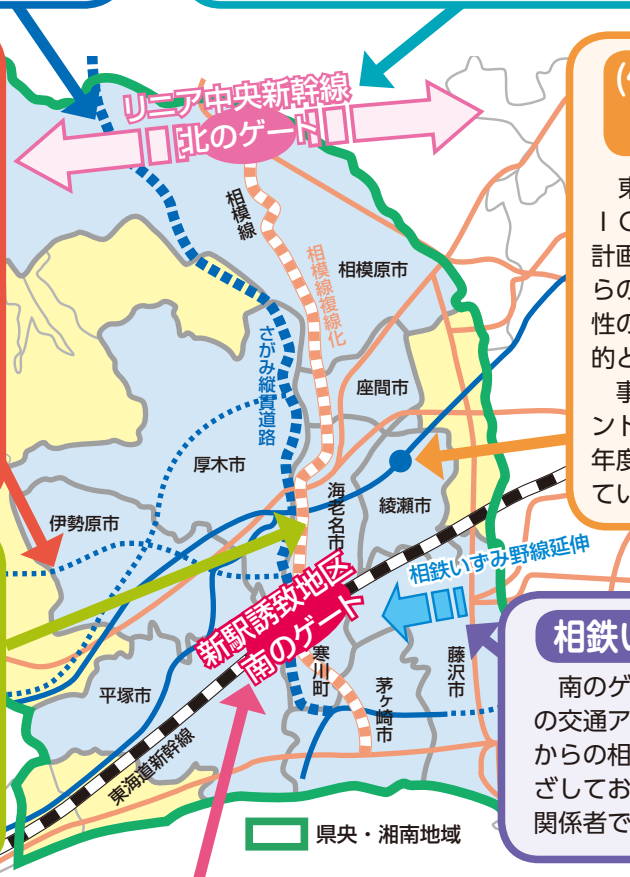 リニア中央新幹線
北のゲート
相模線
相模線複線化
相模原市
さがみ縦貫道路
座間市
厚木市
伊勢原市
海老名市
綾瀬市
相鉄いずみ野線延伸
新駅誘致地区
南のゲート
寒川町
藤沢市
茅ヶ崎市
平塚市
東海道新幹線
県央・湘南地域
東
ＩＣ
計画
らの
性の
的と
事
ンド
年度
てい
相鉄い
南のゲ
の交通ア
からの相
ざしてお
関係者で